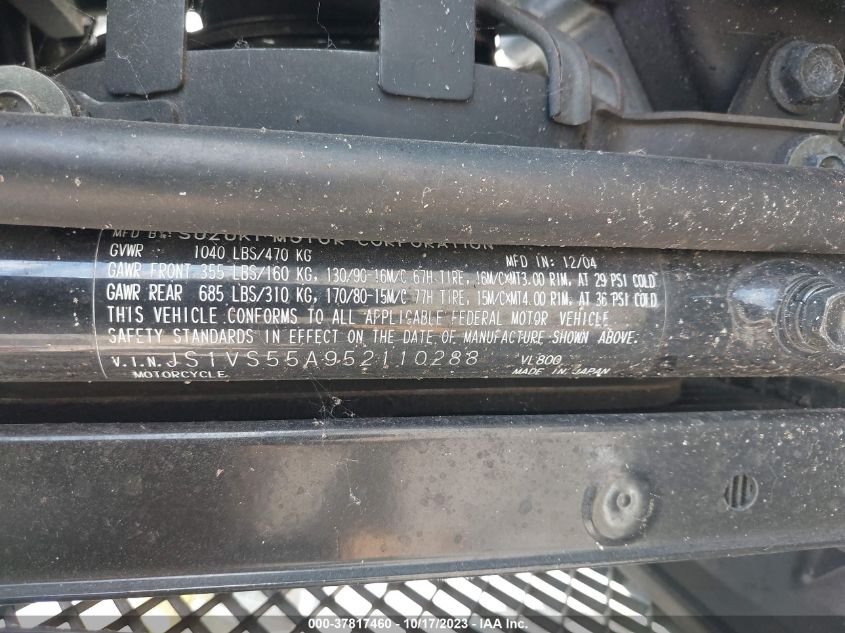 MFD BY: SUZUKI MOTOR CORPORATION
GVWR 1040 LBS/470 KG MFD IN: 12/04
GAWR FRONT 355 LBS/160 KG, 130/90-16M/C 67H TIRE, 16M/CXMT3.00 RIM, AT 29 PSI COLD
GAWR REAR 685 LBS/310 KG, 170/80-15M/C 77H TIRE, 15M/CXMT4.00 RIM, AT 36 PSI COLD
THIS VEHICLE CONFORMS TO ALL APPLICABLE FEDERAL MOTOR VEHICLE
SAFETY STANDARDS IN EFFECT ON THE DATE OF MANUFACTURE SHOWN ABOVE.
V.I.N. JS1VS55A952110288 VL800
MOTORCYCLE MADE IN JAPAN
COPART: 37817460 - 10/17/2023 - IAA Inc.